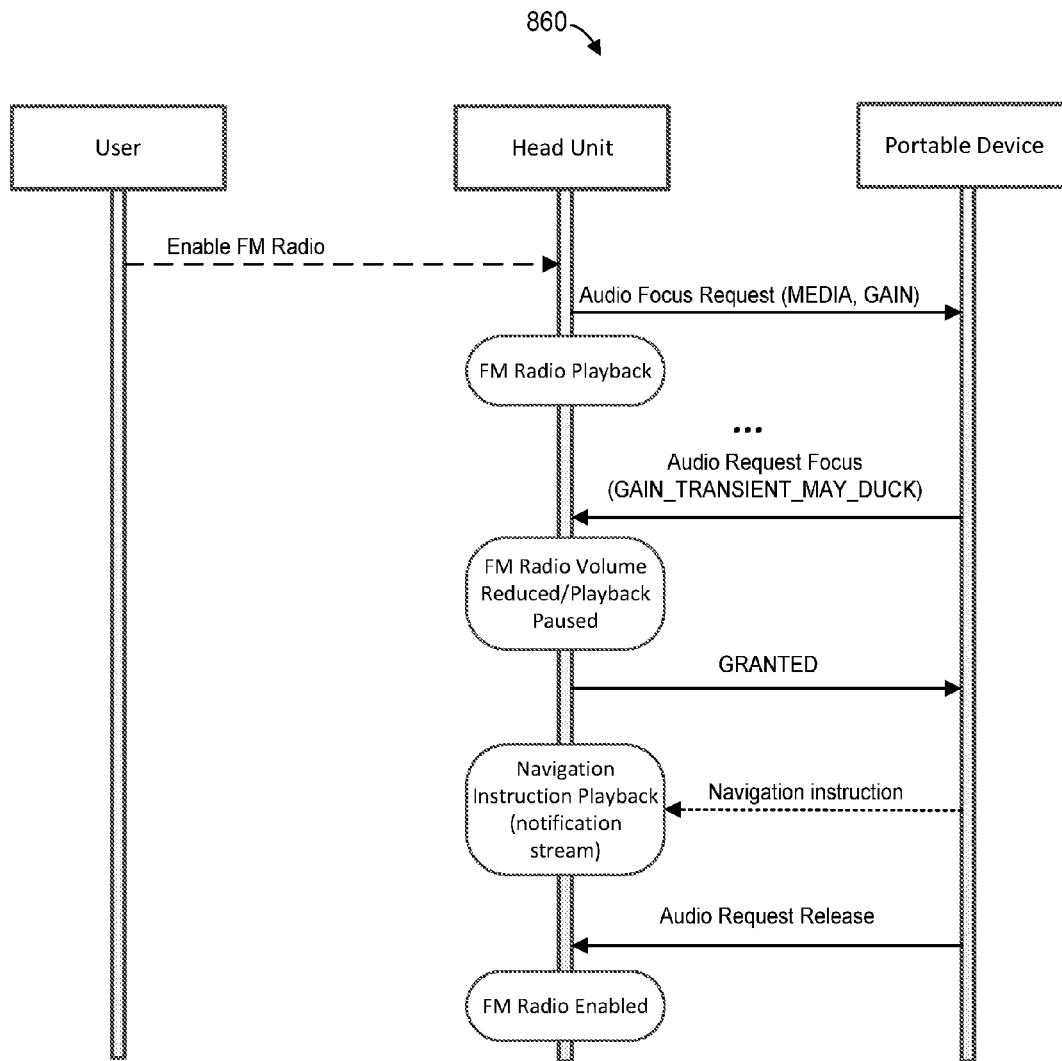 860
User
Head Unit
Portable Device
Enable FM Radio
Audio Focus Request (MEDIA, GAIN)
FM Radio Playback
...
Audio Request Focus
(GAIN_TRANSIENT_MAY_DUCK)
FM Radio Volume
Reduced/Playback
Paused
GRANTED
Navigation
Instruction Playback
(notification
stream)
Navigation instruction
Audio Request Release
FM Radio Enabled